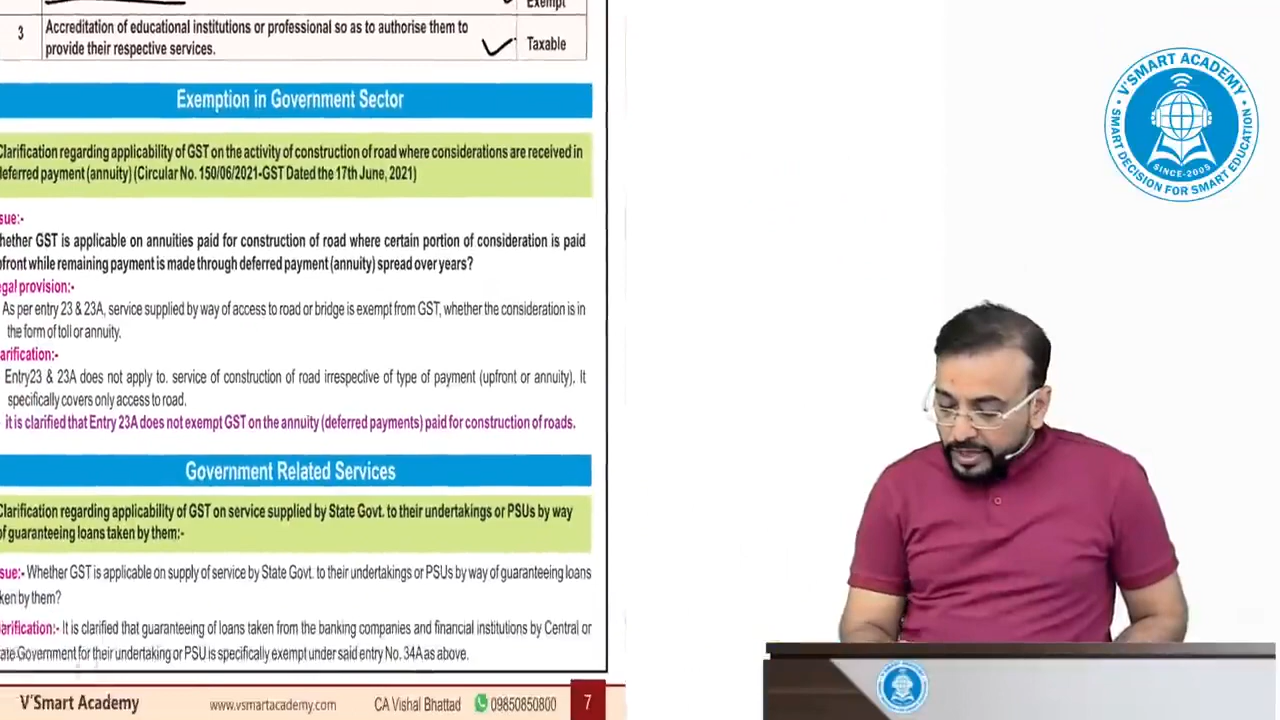 Exempt
3 Accreditation of educational institutions or professional so as to authorise them to
provide their respective services. Taxable
Exemption in Government Sector
Clarification regarding applicability of GST on the activity of construction of road where considerations are received in
deferred payment (annuity) (Circular No. 150/06/2021-GST Dated the 17th June, 2021)
sue:-
hether GST is applicable on annuities paid for construction of road where certain portion of consideration is paid
pfront while remaining payment is made through deferred payment (annuity) spread over years?
egal provision:-
As per entry 23 & 23A, service supplied by way of access to road or bridge is exempt from GST, whether the consideration is in
the form of toll or annuity.
arification:-
Entry23 & 23A does not apply to. service of construction of road irrespective of type of payment (upfront or annuity). It
specifically covers only access to road.
it is clarified that Entry 23A does not exempt GST on the annuity (deferred payments) paid for construction of roads.
Government Related Services
Clarification regarding applicability of GST on service supplied by State Govt. to their undertakings or PSUs by way
of guaranteeing loans taken by them:-
sue:- Whether GST is applicable on supply of service by State Govt. to their undertakings or PSUs by way of guaranteeing loans
ken by them?
arification:- It is clarified that guaranteeing of loans taken from the banking companies and financial institutions by Central or
ate Government for their undertaking or PSU is specifically exempt under said entry No. 34A as above.
V'Smart Academy www.vsmartacademy.com CA Vishal Bhattad 09850850800 7
V'SMART ACADEMY
SMART DECISION FOR SMART EDUCATION
SINCE-2005